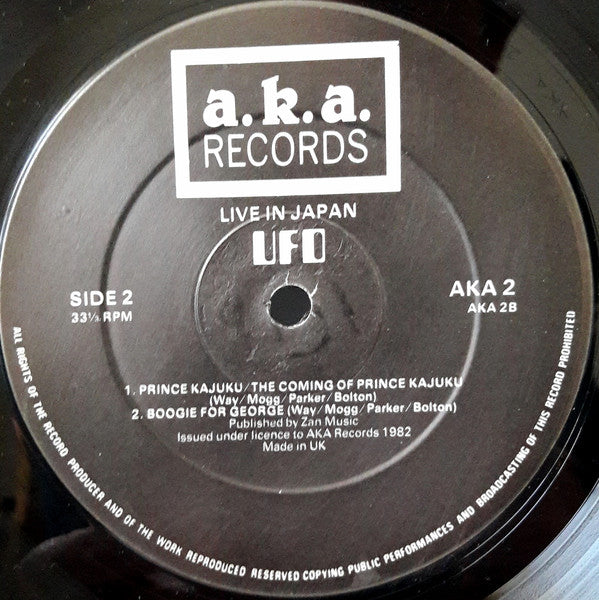 a.k.a.
RECORDS
LIVE IN JAPAN
UFO
SIDE 2
33⅓ RPM
AKA 2
AKA 2B
1. PRINCE KAJUKU/THE COMING OF PRINCE KAJUKU
(Way/Mogg/Parker/Bolton)
2. BOOGIE FOR GEORGE (Way/Mogg/Parker/Bolton)
Published by Zan Music
Issued under licence to AKA Records 1982
Made in UK
ALL RIGHTS OF THE RECORD PRODUCER AND OF THE WORK REPRODUCED RESERVED COPYING PUBLIC PERFORMANCES AND BROADCASTING OF THIS RECORD PROHIBITED